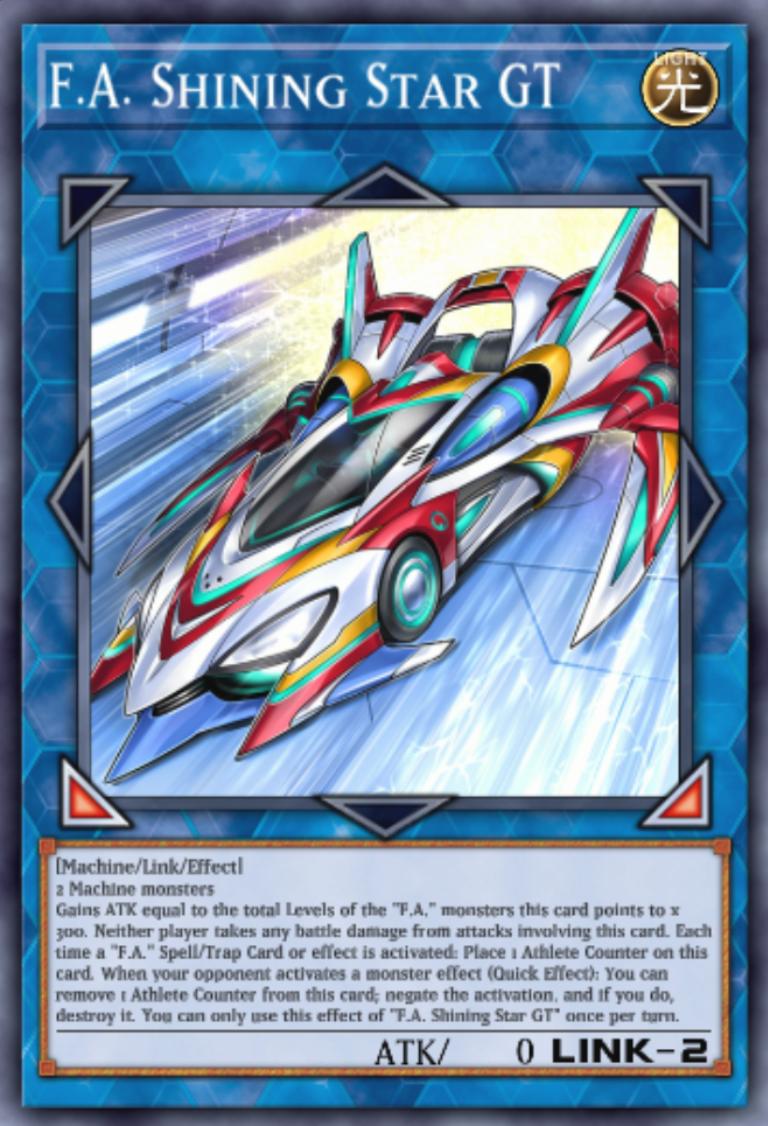 F.A. Shining Star GT
LIGHT
光
[Machine/Link/Effect]
2 Machine monsters
Gains ATK equal to the total Levels of the "F.A." monsters this card points to x
300. Neither player takes any battle damage from attacks involving this card. Each
time a "F.A." Spell/Trap Card or effect is activated: Place 1 Athlete Counter on this
card. When your opponent activates a monster effect (Quick Effect): You can
remove 1 Athlete Counter from this card; negate the activation, and if you do,
destroy it. You can only use this effect of "F.A. Shining Star GT" once per turn.
ATK/ 0 LINK-2